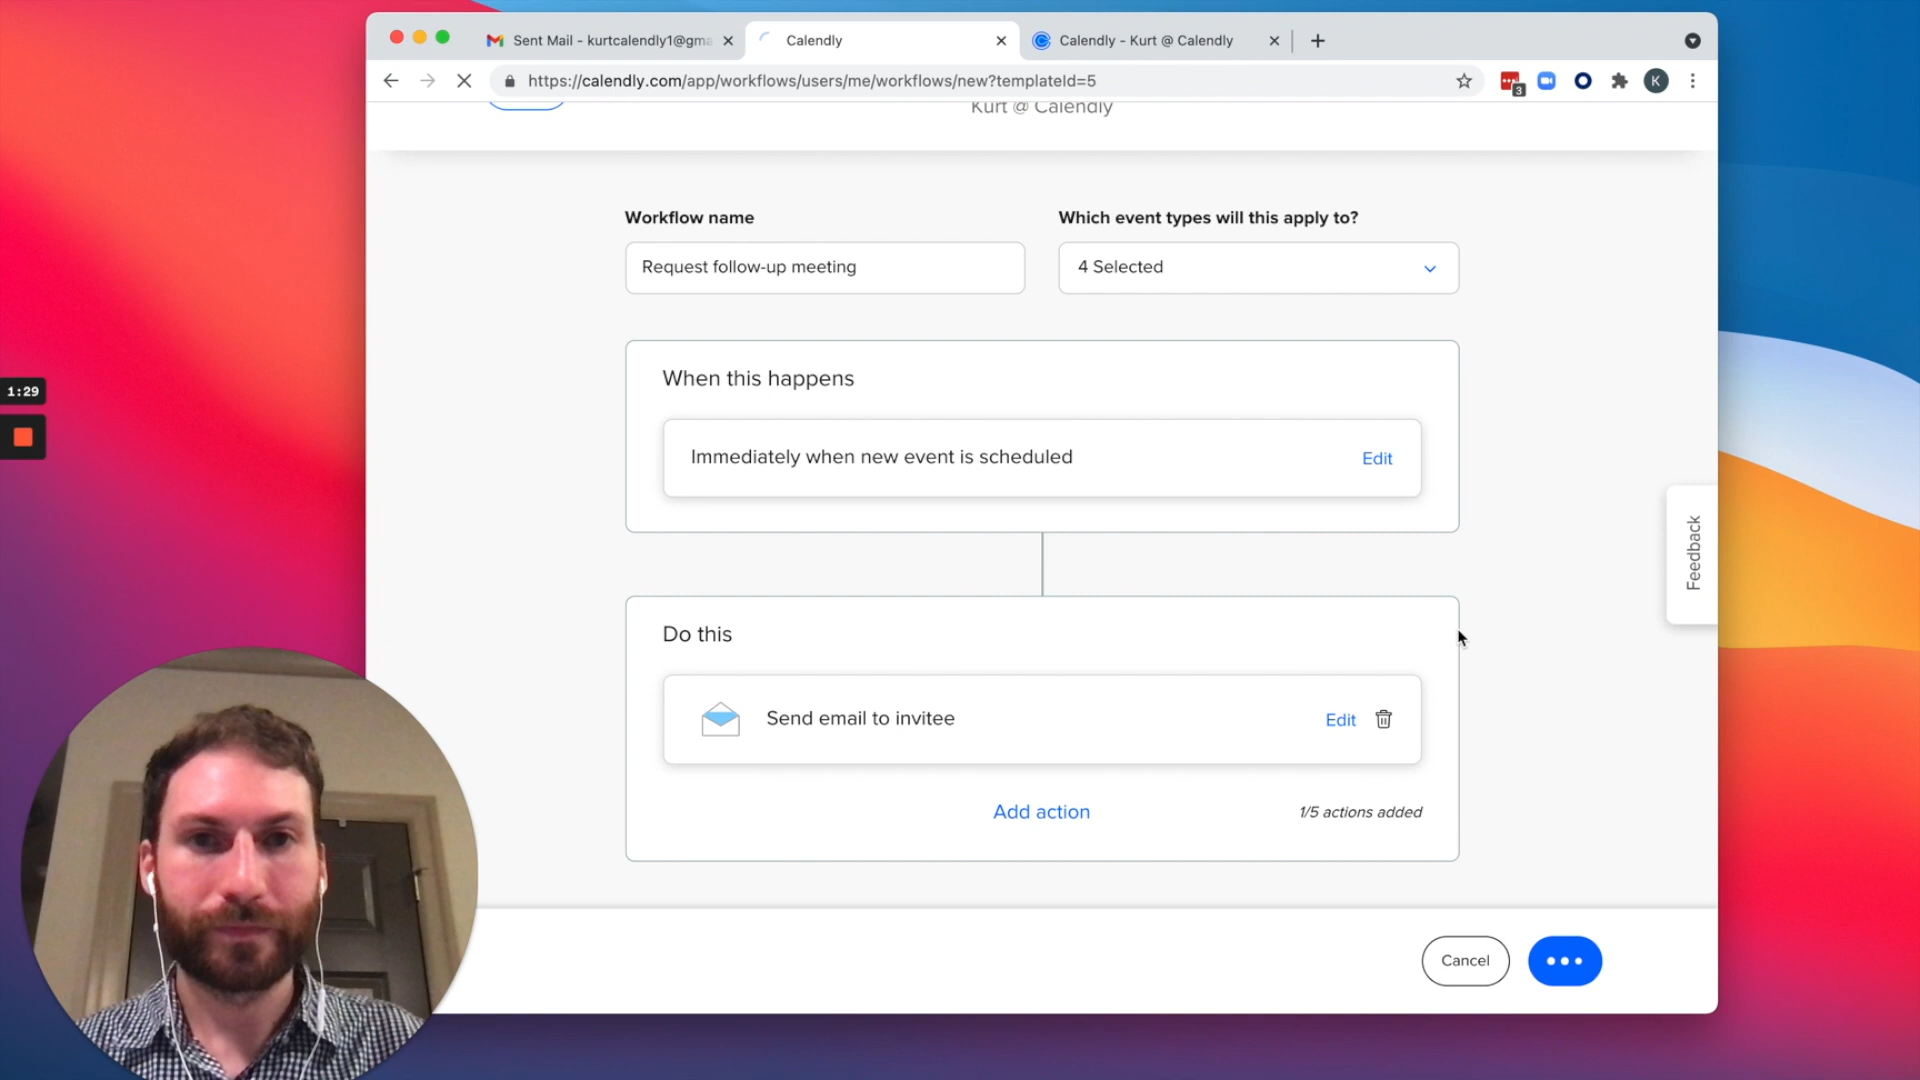 Sent Mail - kurtcalendly1@gma
Calendly
Calendly - Kurt @ Calendly
https://calendly.com/app/workflows/users/me/workflows/new?templateId=5
3
K
Kurt @ Calendly
Workflow name
Which event types will this apply to?
Request follow-up meeting
4 Selected
When this happens
1:29
Immediately when new event is scheduled
Edit
Feedback
Do this
Send email to invitee
Edit
Add action
1/5 actions added
Cancel